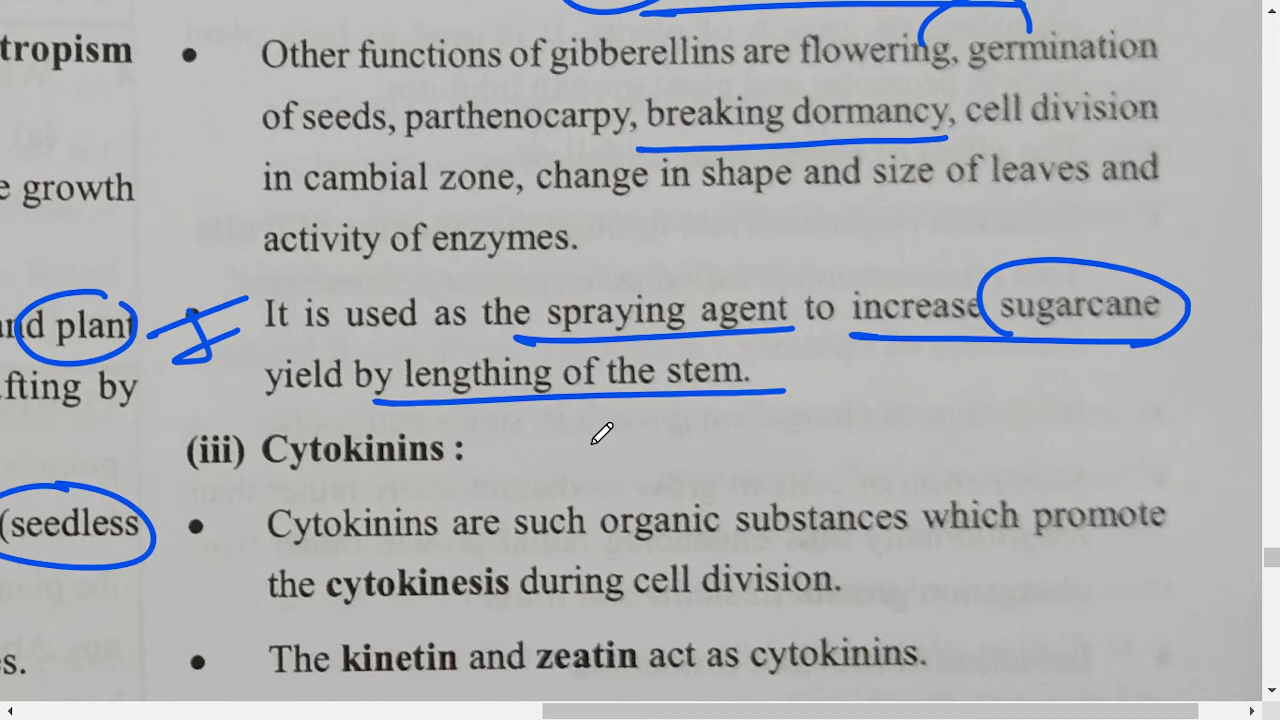 tropism
• Other functions of gibberellins are flowering, germination
of seeds, parthenocarpy, breaking dormancy, cell division
e growth
in cambial zone, change in shape and size of leaves and
activity of enzymes.
nd plant
It is used as the spraying agent to increase sugarcane
fting by
yield by lengthing of the stem.
(iii) Cytokinins :
(seedless
• Cytokinins are such organic substances which promote
the cytokinesis during cell division.
s.
• The kinetin and zeatin act as cytokinins.